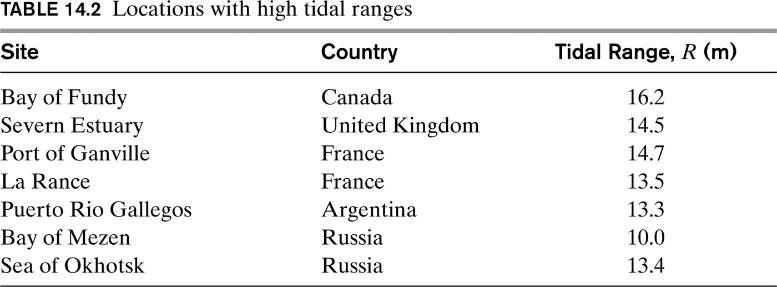 TABLE 14.2 Locations with high tidal ranges
Site Country Tidal Range, R (m)
Bay of Fundy Canada 16.2
Severn Estuary United Kingdom 14.5
Port of Ganville France 14.7
La Rance France 13.5
Puerto Rio Gallegos Argentina 13.3
Bay of Mezen Russia 10.0
Sea of Okhotsk Russia 13.4